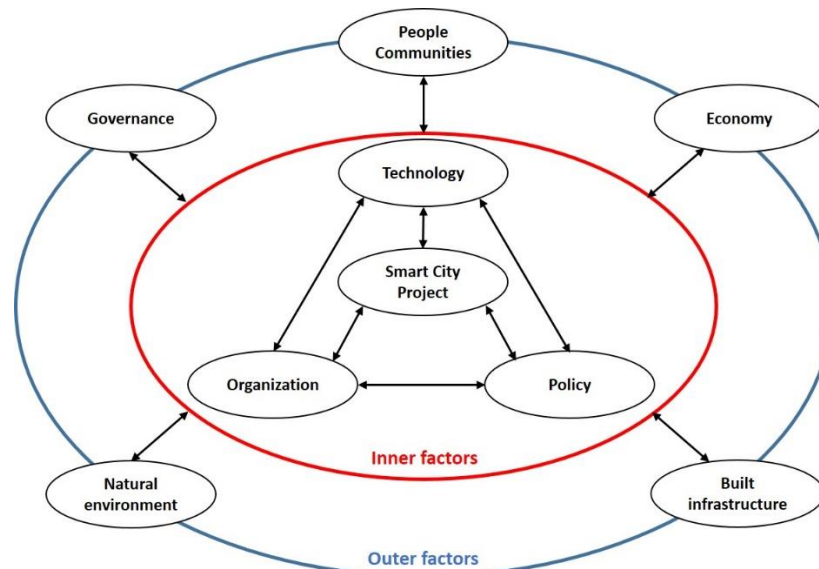 People
Communities
Governance
Economy
Technology
Smart City
Project
Organization
Policy
Inner factors
Natural
environment
Built
infrastructure
Outer factors